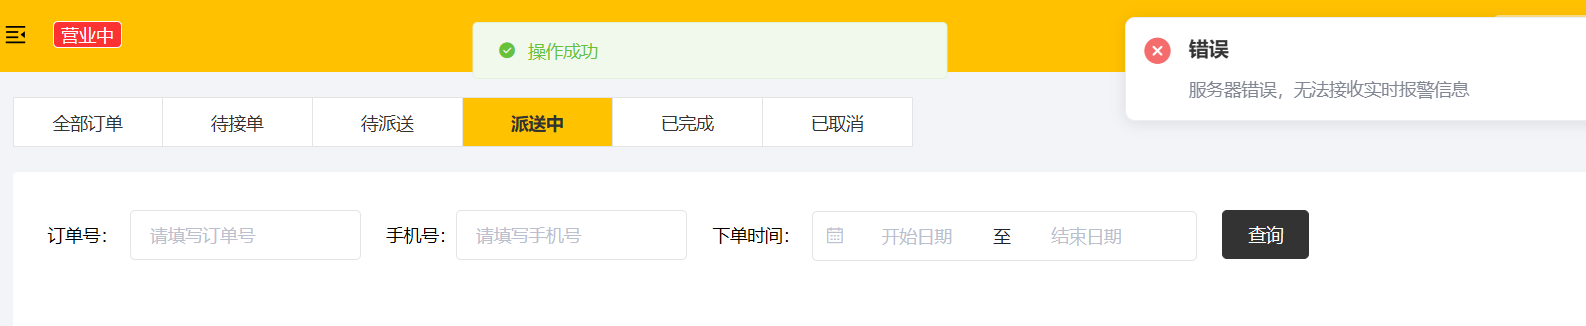 营业中
操作成功
错误
服务器错误，无法接收实时报警信息
全部订单 待接单 待派送 派送中 已完成 已取消
订单号： 请填写订单号 手机号： 请填写手机号 下单时间： 开始日期 至 结束日期 查询